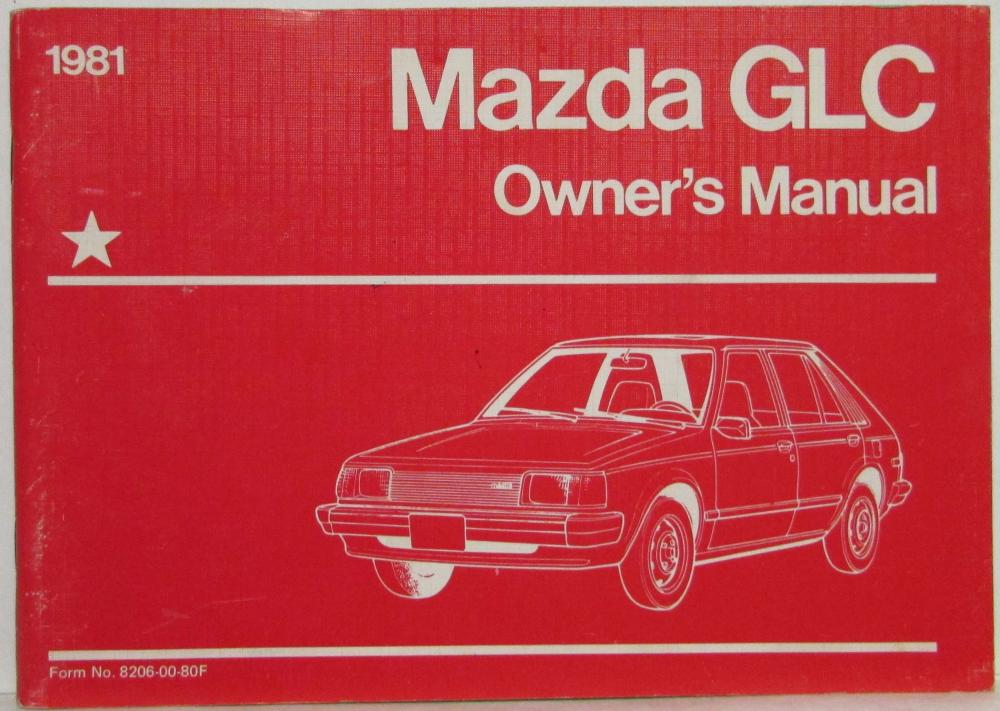 1981
Mazda GLC
Owner's Manual
Form No. 8206-00-80F